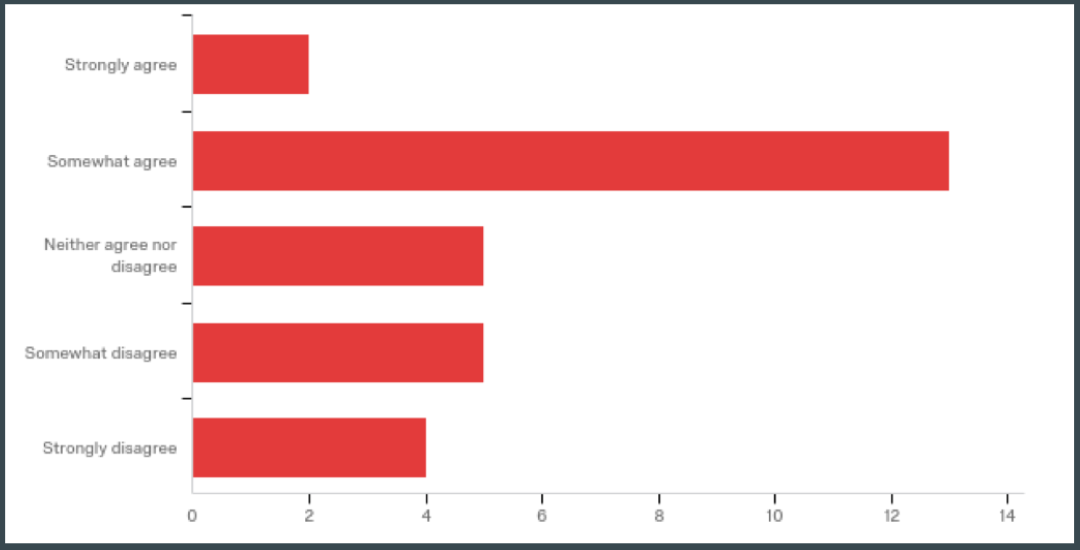 Strongly agree
Somewhat agree
Neither agree nor
disagree
Somewhat disagree
Strongly disagree
0 2 4 6 8 10 12 14